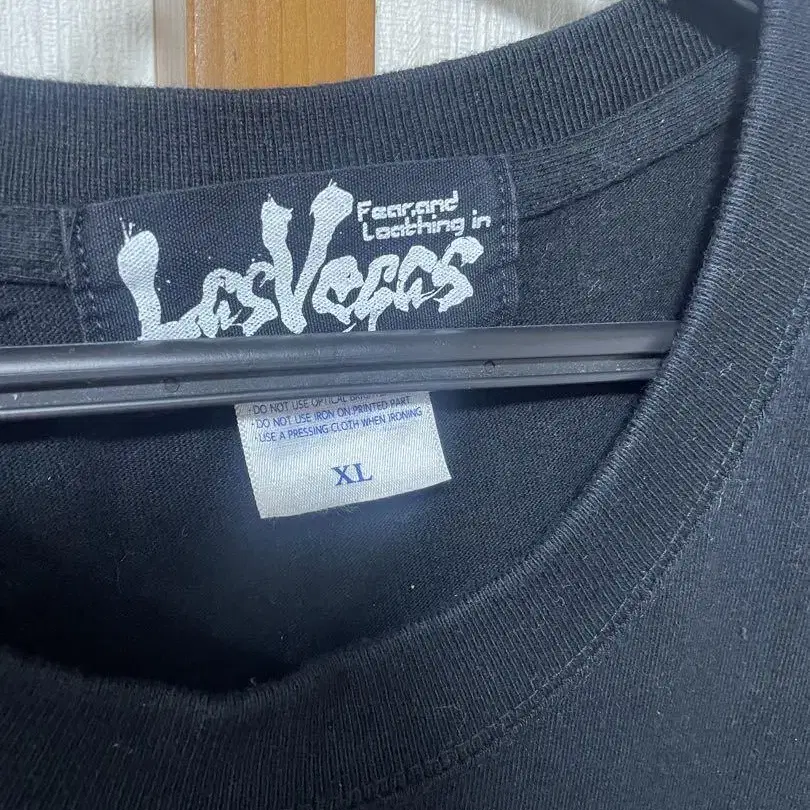 Fear,and
Loathing in
LasVegas
·DO NOT USE OPTICAL
·DO NOT USE IRON ON PRINTED PART
·USE A PRESSING CLOTH WHEN IRONING
XL